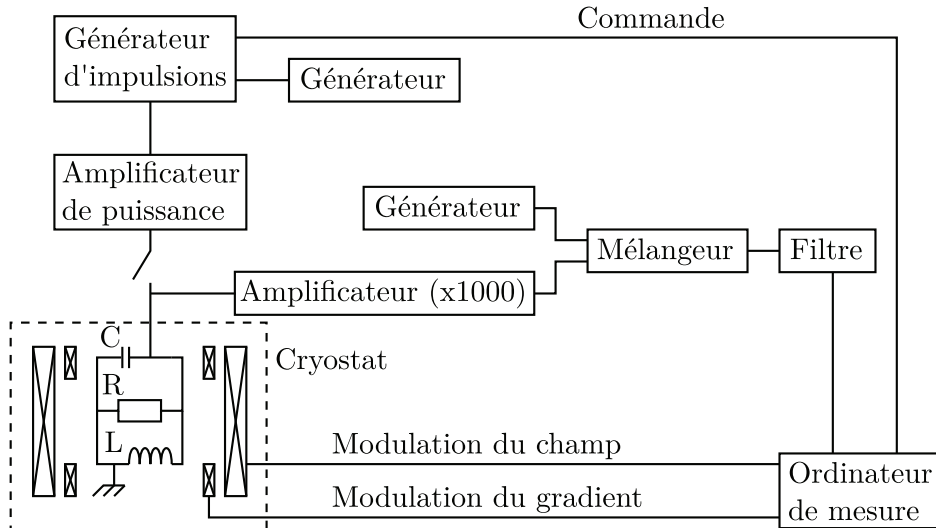 Commande
Générateur
d'impulsions
Générateur
Amplificateur
de puissance
Générateur
Mélangeur
Filtre
Amplificateur (x1000)
C
Cryostat
R
L
Modulation du champ
Modulation du gradient
Ordinateur
de mesure